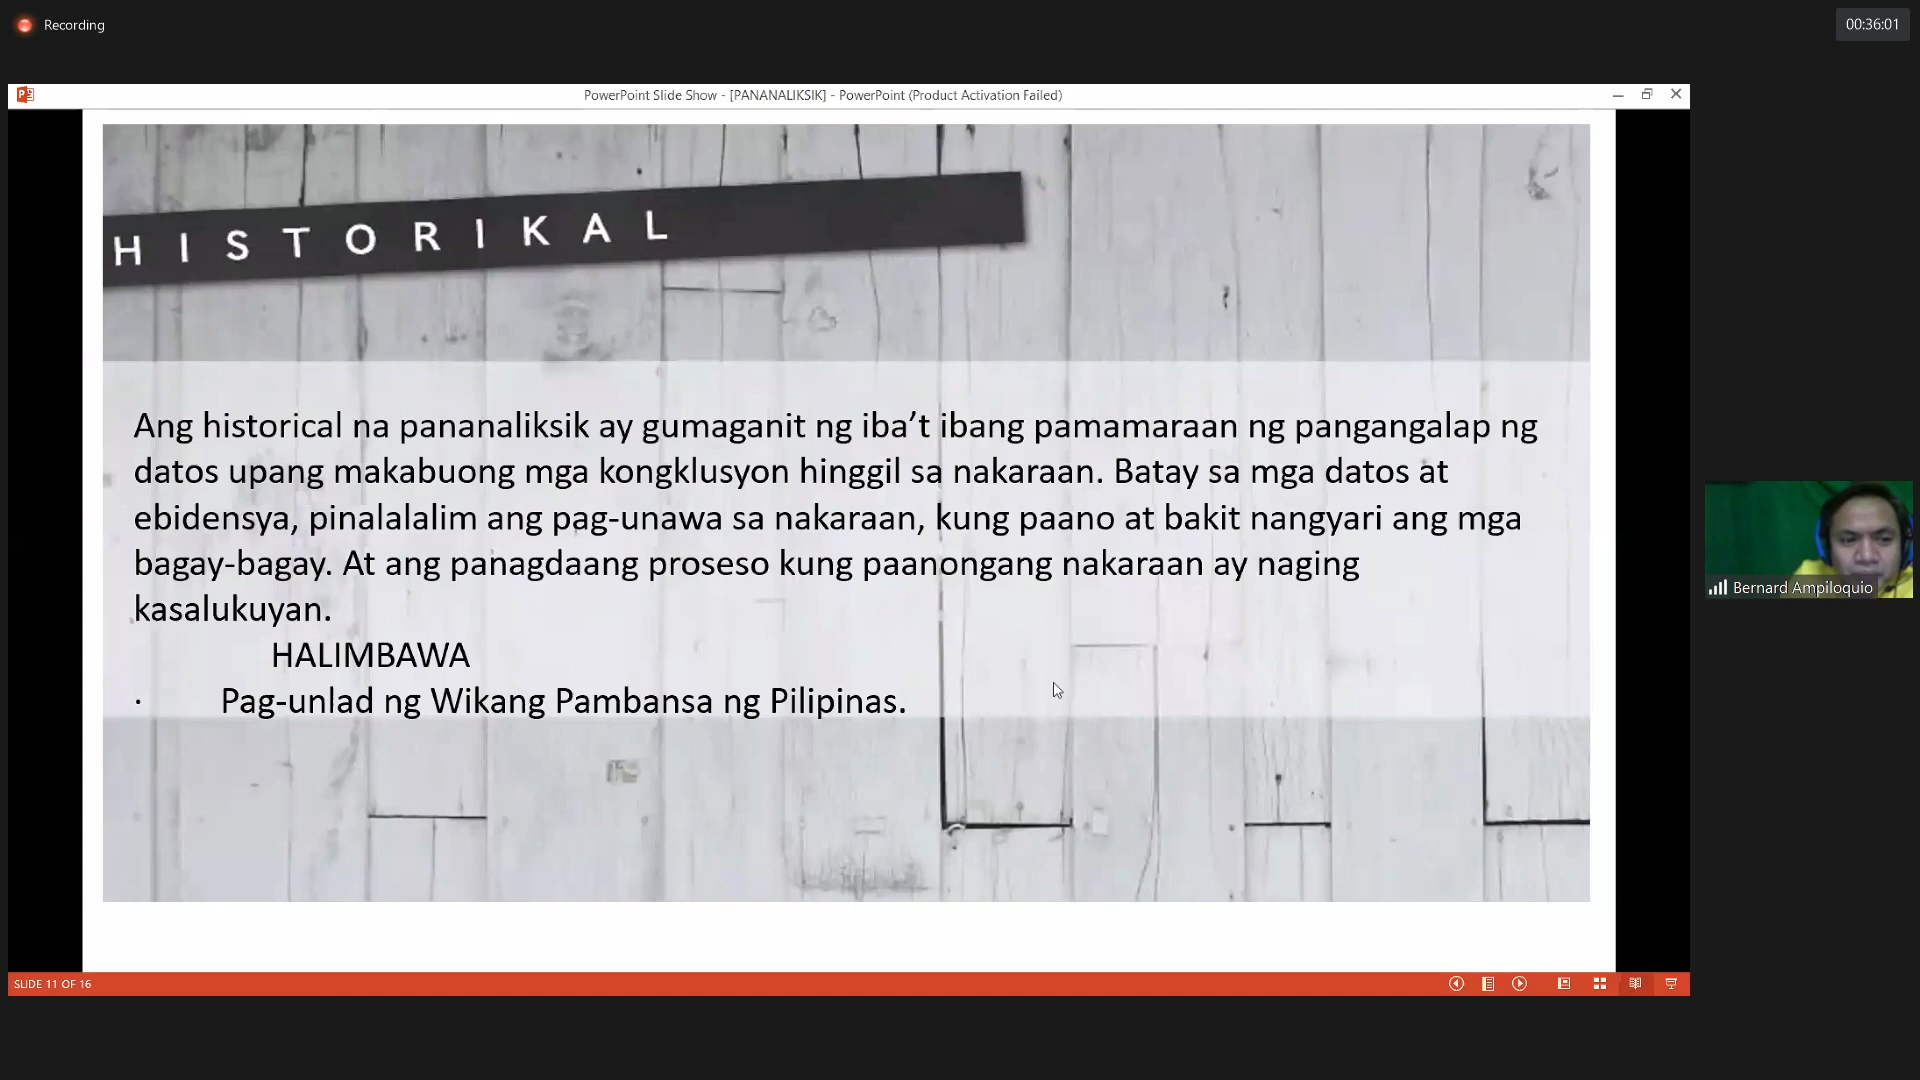 Recording
00:36:01
PowerPoint Slide Show - [PANANALIKSIK] - PowerPoint (Product Activation Failed)
HISTORIKAL
Ang historical na pananaliksik ay gumaganit ng iba’t ibang pamamaraan ng pangangalap ng
datos upang makabuong mga kongklusyon hinggil sa nakaraan. Batay sa mga datos at
ebidensya, pinalalalim ang pag-unawa sa nakaraan, kung paano at bakit nangyari ang mga
bagay-bagay. At ang panagdaang proseso kung paanongang nakaraan ay naging
kasalukuyan.
HALIMBAWA
· Pag-unlad ng Wikang Pambansa ng Pilipinas.
Bernard Ampiloquio
SLIDE 11 OF 16